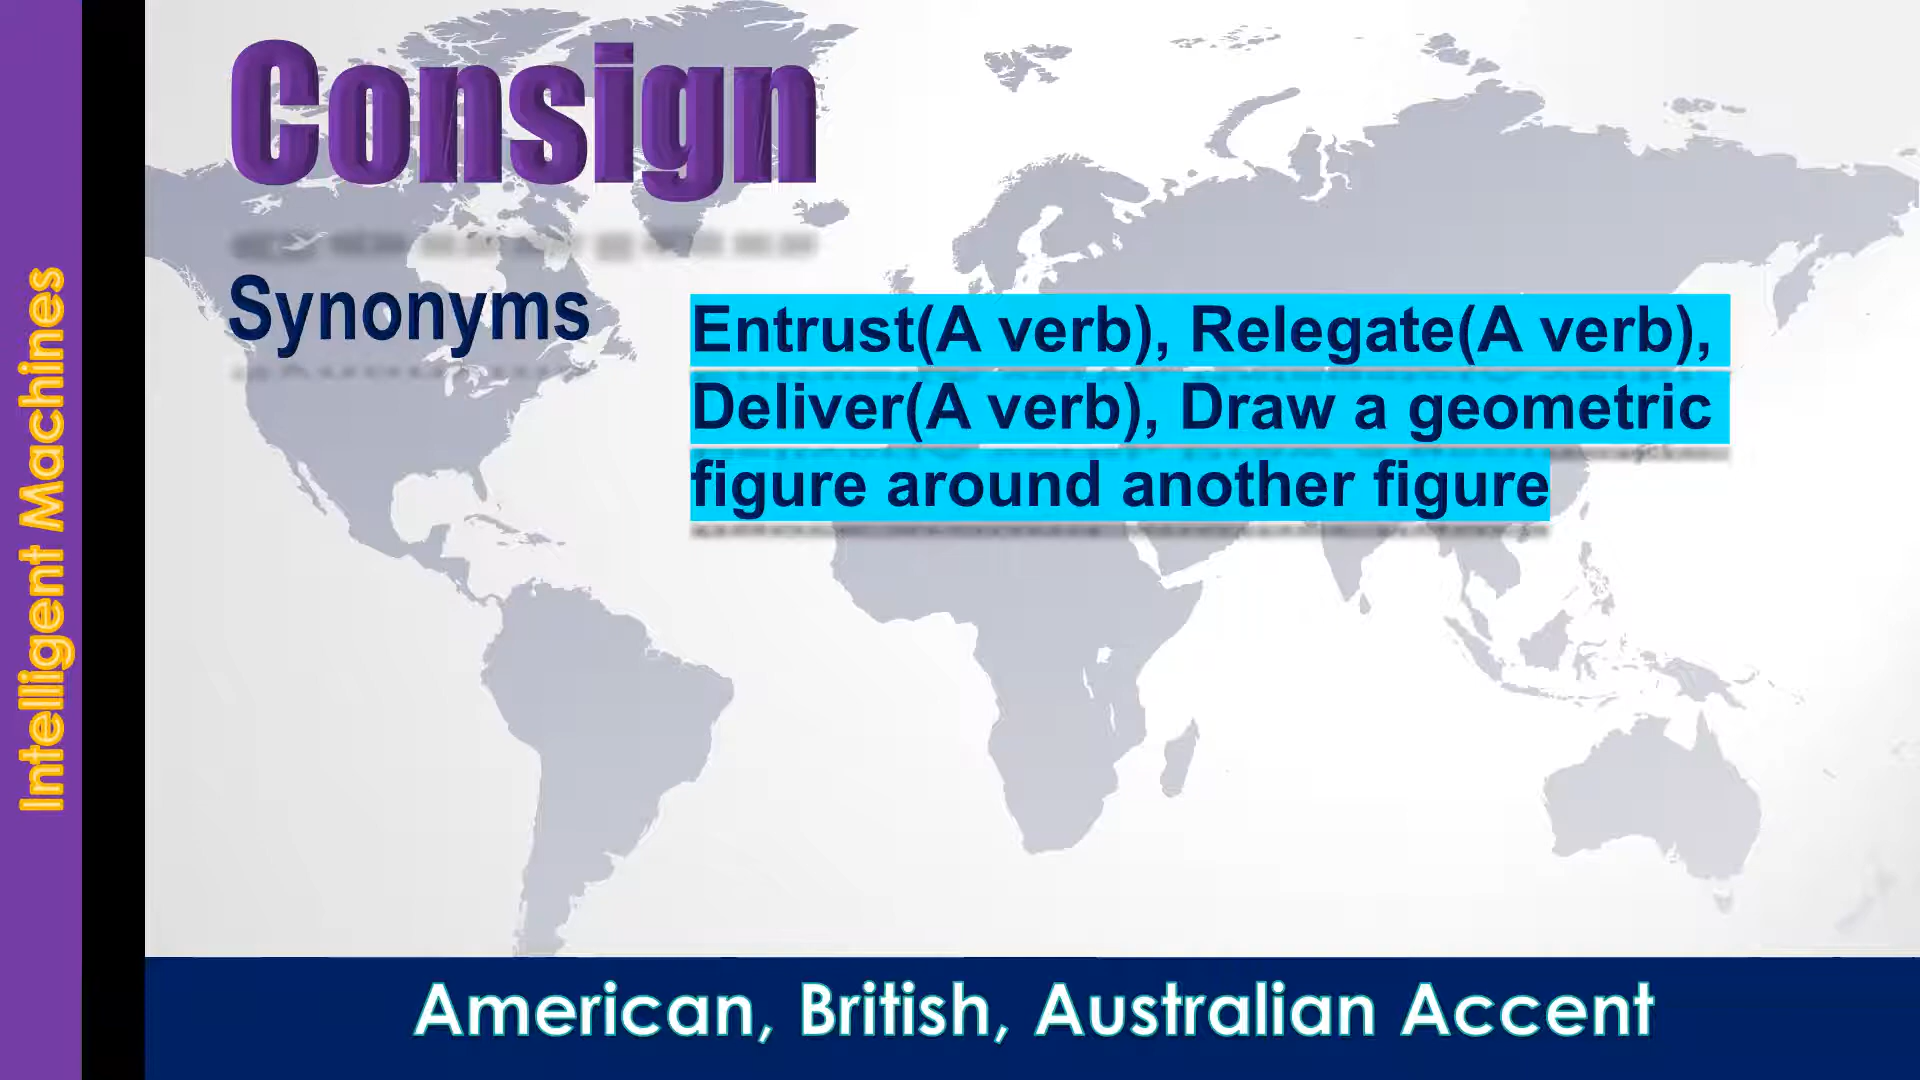 Consign
Synonyms
Entrust(A verb), Relegate(A verb),
Deliver(A verb), Draw a geometric
figure around another figure
Intelligent Machines
American, British, Australian Accent